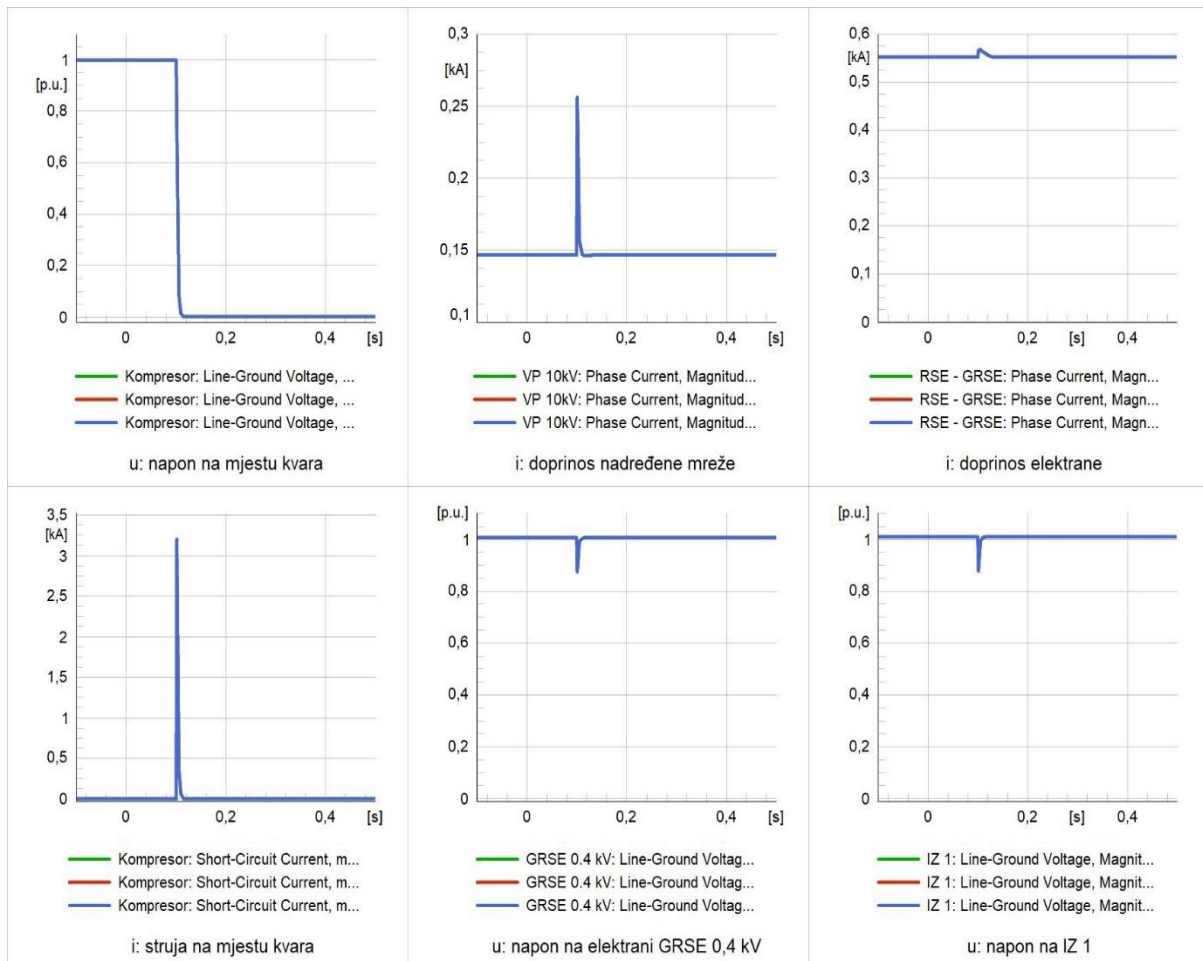 1
[p.u.]
0,8
0,6
0,4
0,2
0
0 0,2 0,4 [s]
Kompresor: Line-Ground Voltage, ...
Kompresor: Line-Ground Voltage, ...
Kompresor: Line-Ground Voltage, ...
u: napon na mjestu kvara
0,3
[kA]
0,25
0,2
0,15
0,1
0 0,2 0,4 [s]
VP 10kV: Phase Current, Magnitud...
VP 10kV: Phase Current, Magnitud...
VP 10kV: Phase Current, Magnitud...
i: doprinos nadređene mreže
0,6
[kA]
0,5
0,4
0,3
0,2
0,1
0
0 0,2 [s] 0,4
RSE - GRSE: Phase Current, Magn...
RSE - GRSE: Phase Current, Magn...
RSE - GRSE: Phase Current, Magn...
i: doprinos elektrane
3,5
[kA]
3
2,5
2
1,5
1
0,5
0
0 0,2 0,4 [s]
Kompresor: Short-Circuit Current, m...
Kompresor: Short-Circuit Current, m...
Kompresor: Short-Circuit Current, m...
i: struja na mjestu kvara
[p.u.]
1
0,8
0,6
0,4
0,2
0
0 0,2 0,4 [s]
GRSE 0.4 kV: Line-Ground Voltag...
GRSE 0.4 kV: Line-Ground Voltag...
GRSE 0.4 kV: Line-Ground Voltag...
u: napon na elektrani GRSE 0,4 kV
[p.u.]
1
0,8
0,6
0,4
0,2
0
0 0,2 [s] 0,4
IZ 1: Line-Ground Voltage, Magnit...
IZ 1: Line-Ground Voltage, Magnit...
IZ 1: Line-Ground Voltage, Magnit...
u: napon na IZ 1